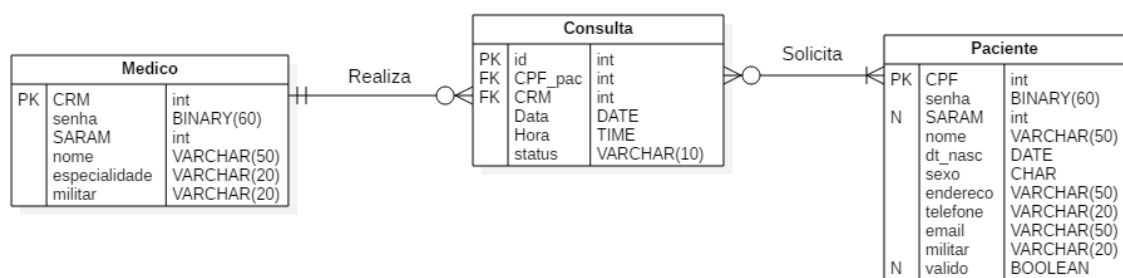 Medico
PK CRM int
senha BINARY(60)
SARAM int
nome VARCHAR(50)
especialidade VARCHAR(20)
militar VARCHAR(20)
Realiza
Consulta
PK id int
FK CPF_pac int
FK CRM int
Data DATE
Hora TIME
status VARCHAR(10)
Solicita
Paciente
PK CPF int
senha BINARY(60)
N SARAM int
nome VARCHAR(50)
dt_nasc DATE
sexo CHAR
endereco VARCHAR(50)
telefone VARCHAR(20)
email VARCHAR(50)
militar VARCHAR(20)
N valido BOOLEAN